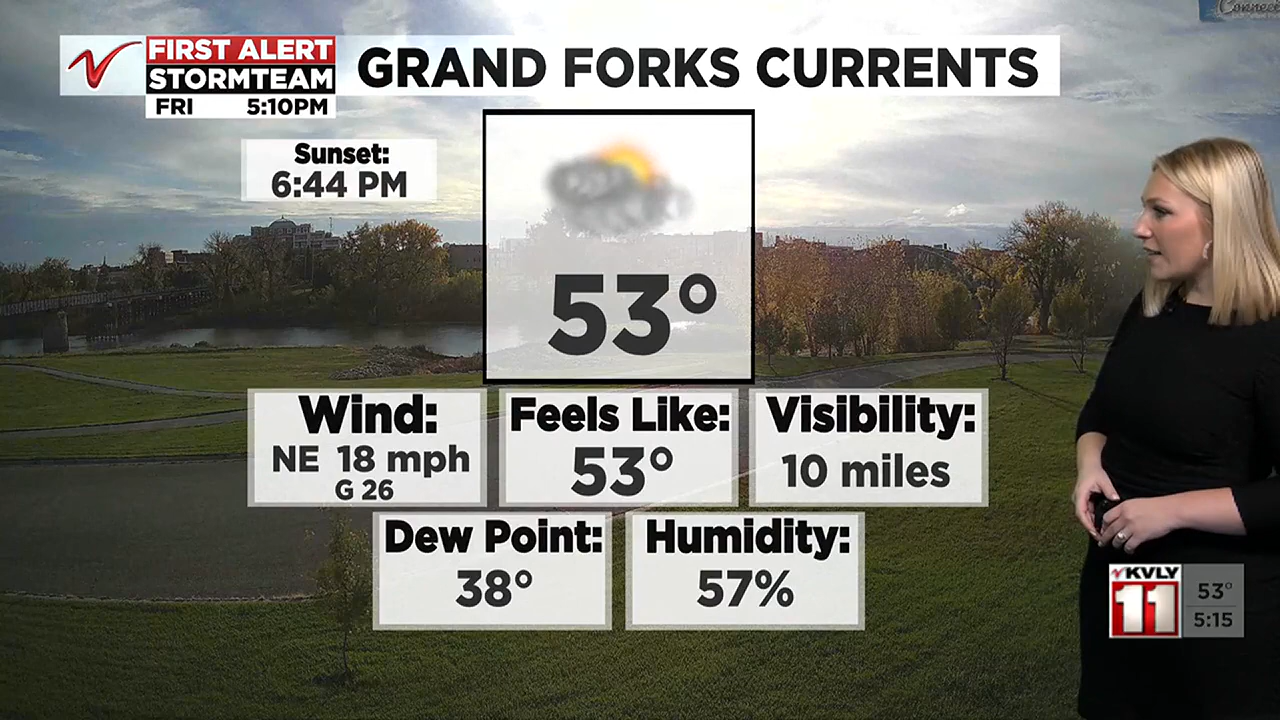 Connect
FIRST ALERT
STORMTEAM
FRI 5:10PM
GRAND FORKS CURRENTS
Sunset:
6:44 PM
53°
Wind:
NE 18 mph
G 26
Feels Like:
53°
Visibility:
10 miles
Dew Point:
38°
Humidity:
57%
KVLY
11
53°
5:15